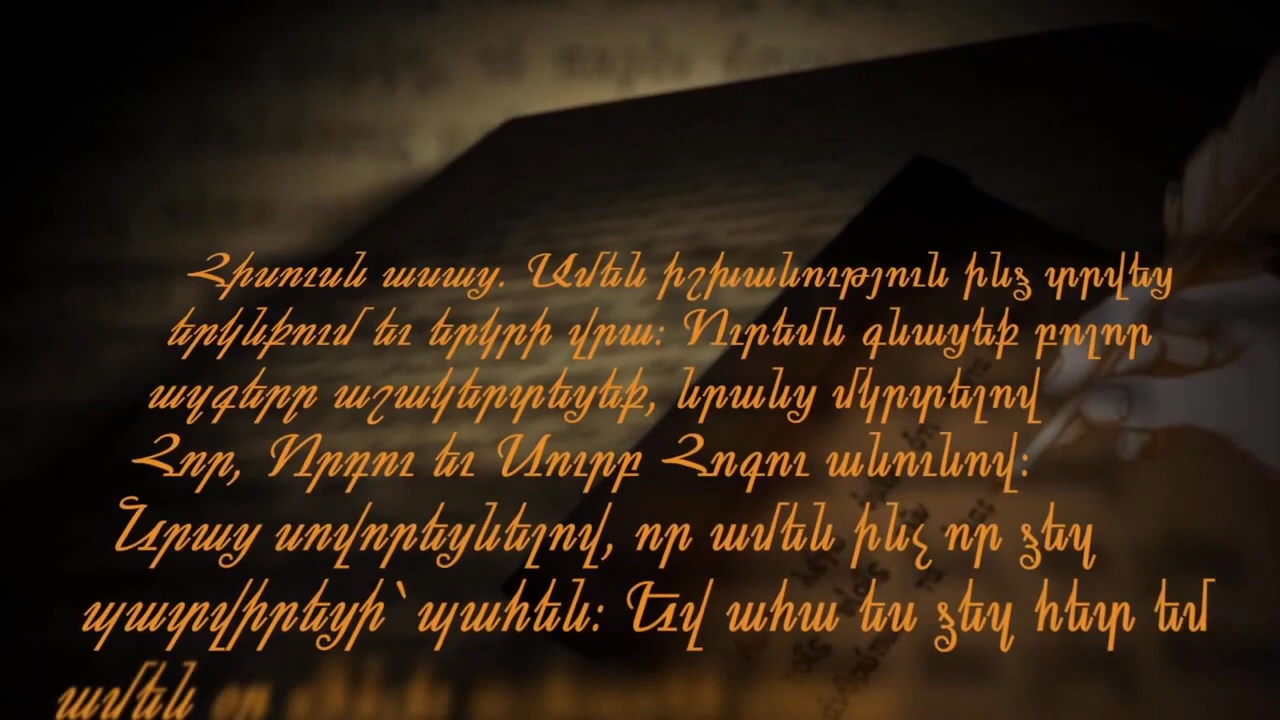 Հիսուսն ասաց. Ամեն իշխանություն ինձ տրվեց
երկնքում եւ երկրի վրա: Ուրեմն գնացեք բոլոր
ազգերը աշակերտեցեք, նրանց մկրտելով
Հոր, Որդու եւ Սուրբ Հոգու անունով:
Նրաց սովորեցնելով, որ ամեն ինչ որ ձեզ
պատվիրեցի՝ պահեն: Եվ ահա ես ձեզ հետ եմ
ամեն օր